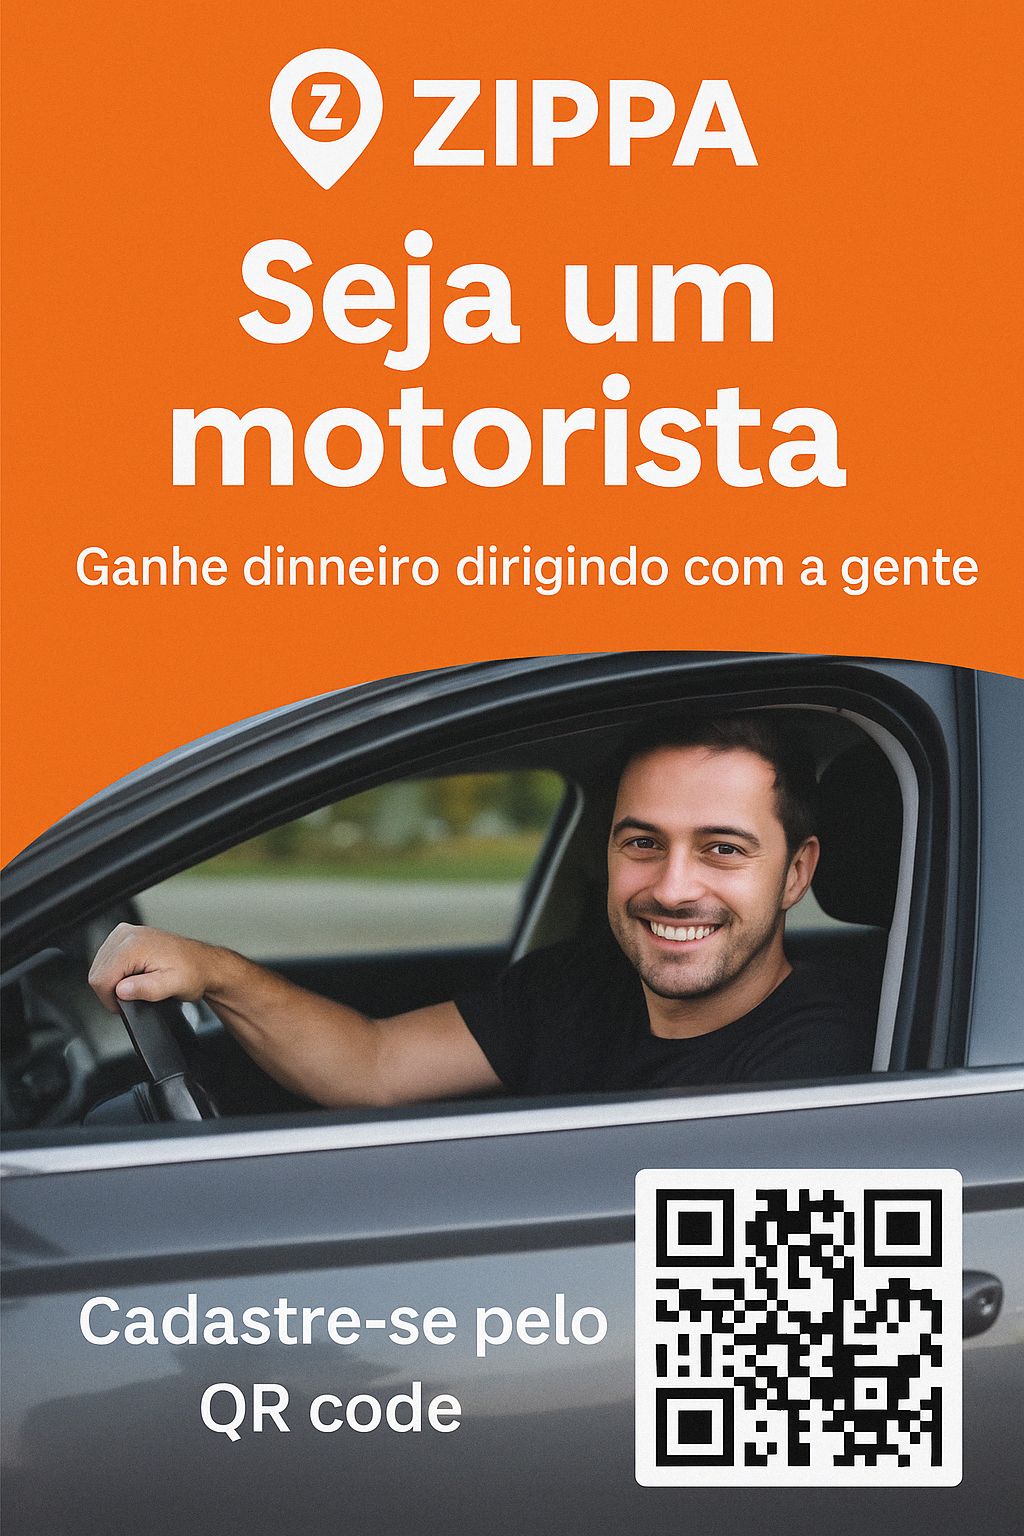 Z ZIPPA
Seja um
motorista
Ganhe dinneiro dirigindo com a gente
Cadastre-se pelo
QR code